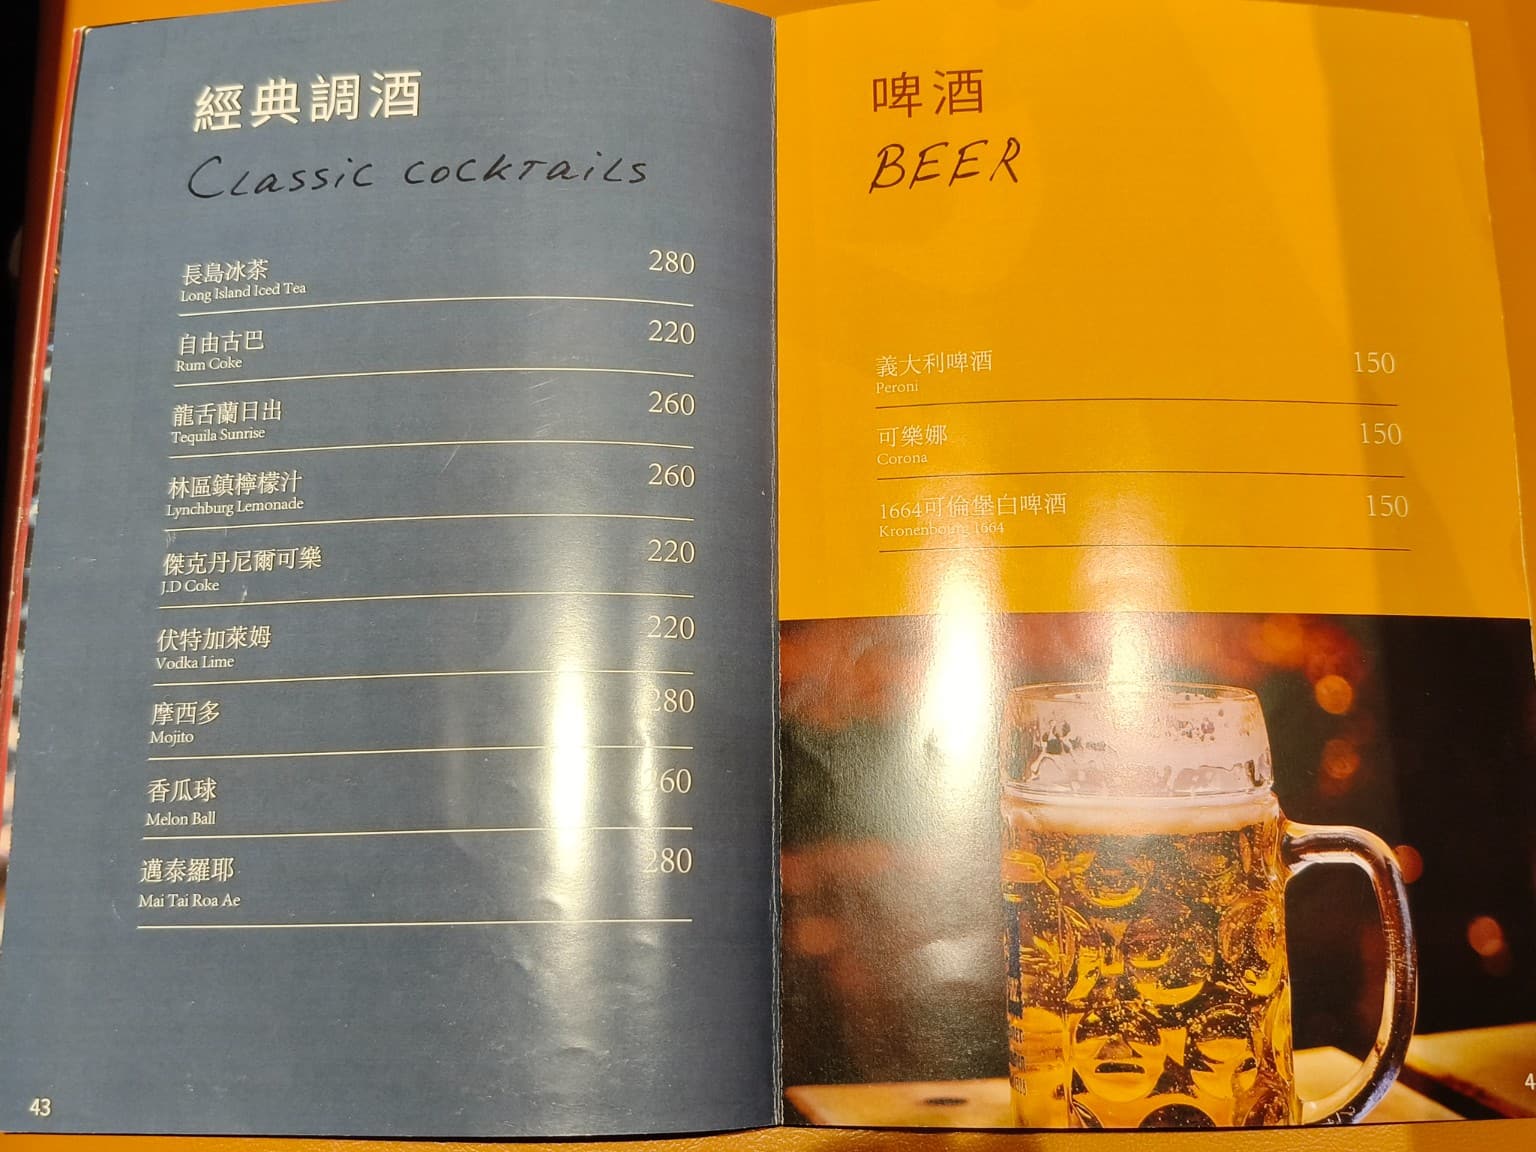 經典調酒
Classic cocktails
長島冰茶 280
Long Island Iced Tea
自由古巴 220
Rum Coke
龍舌蘭日出 260
Tequila Sunrise
林區鎮檸檬汁 260
Lynchburg Lemonade
傑克丹尼爾可樂 220
J.D Coke
伏特加萊姆 220
Vodka Lime
摩西多 280
Mojito
香瓜球 260
Melon Ball
邁泰羅耶 280
Mai Tai Roa Ae
43
啤酒
BEER
義大利啤酒 150
Peroni
可樂娜 150
Corona
1664可倫堡白啤酒 150
Kronenbourg 1664